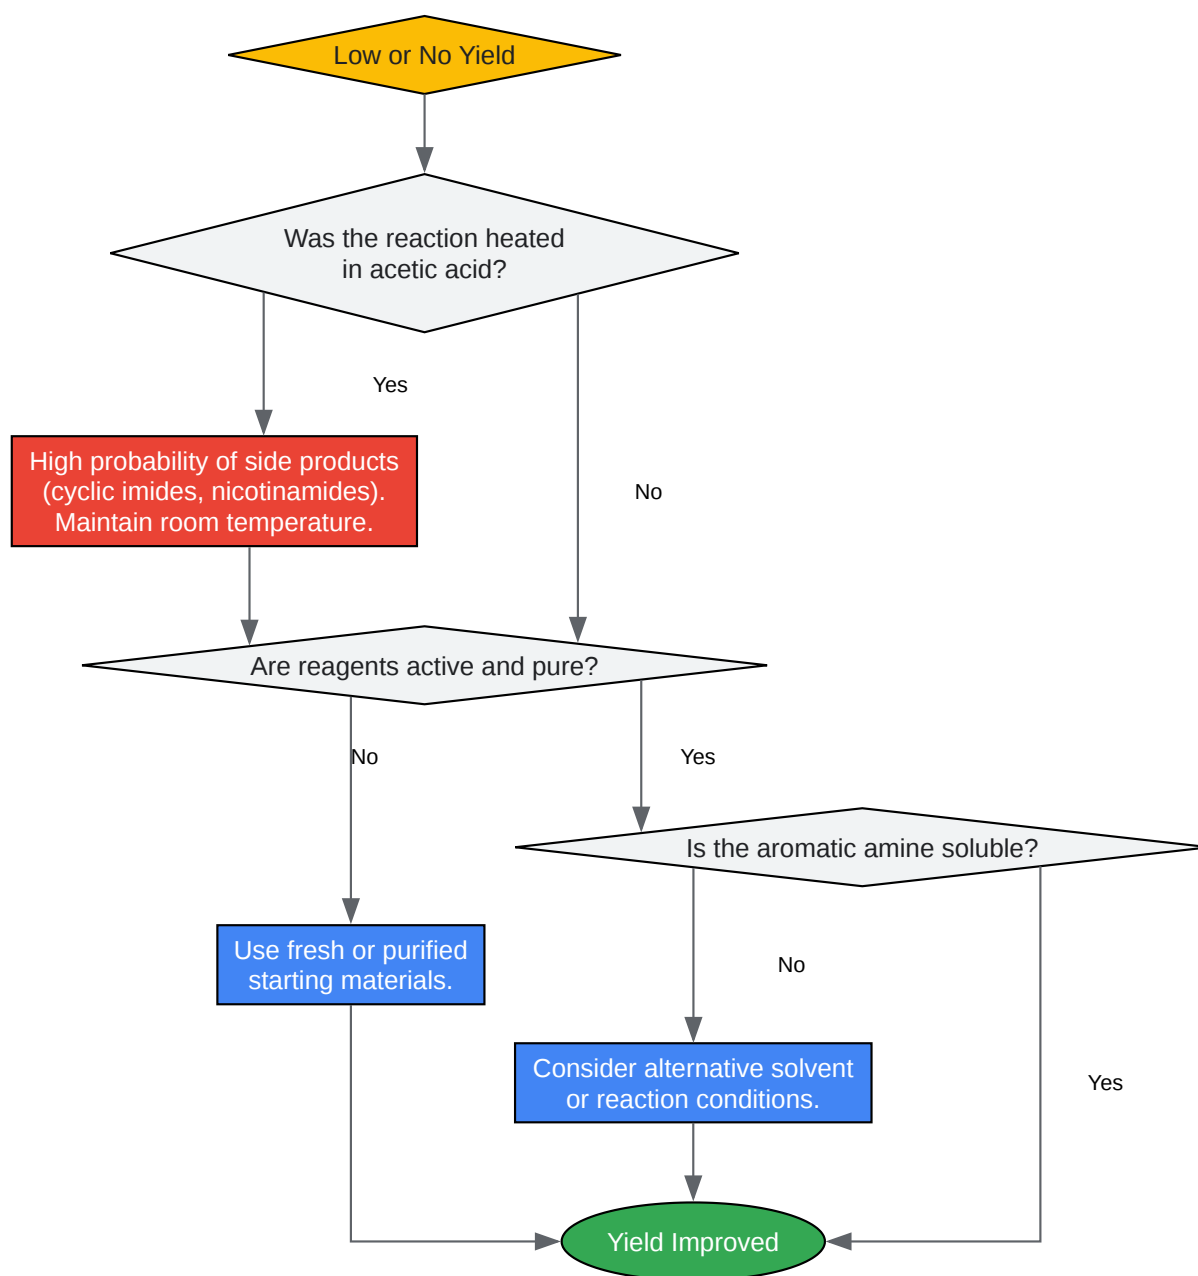 Low or No Yield
Was the reaction heated
in acetic acid?
Yes
High probability of side products
(cyclic imides, nicotinamides).
Maintain room temperature.
No
Are reagents active and pure?
No
Yes
Is the aromatic amine soluble?
Use fresh or purified
starting materials.
No
Consider alternative solvent
or reaction conditions.
Yes
Yield Improved